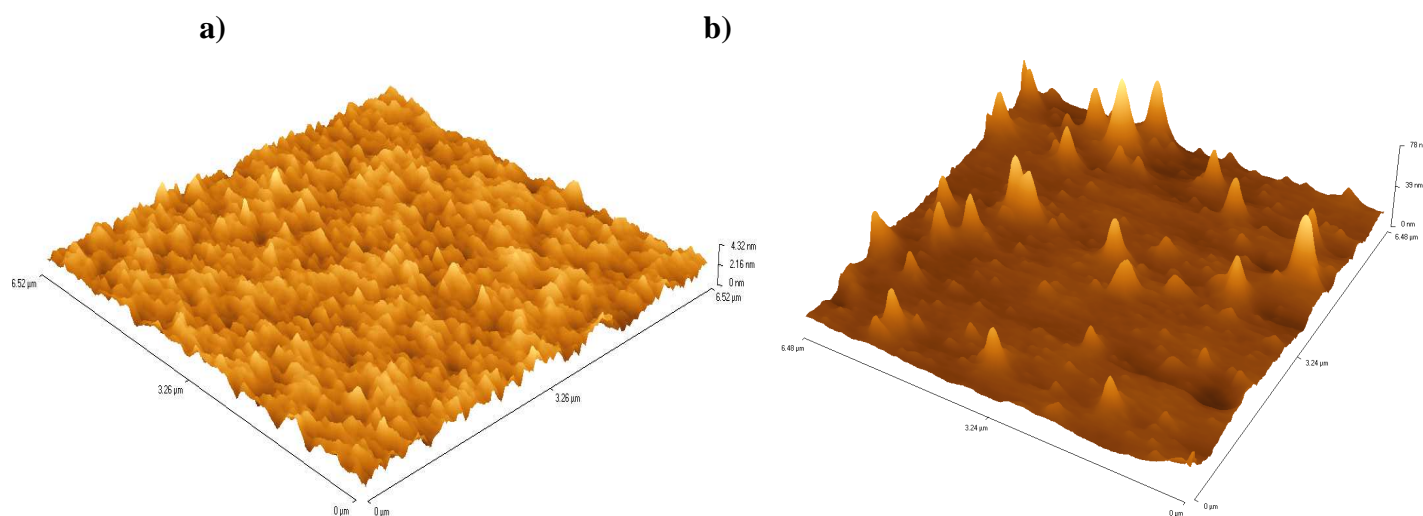 a)
b)
4.32 nm
2.16 nm
0 nm
6.52 µm
6.52 µm
3.26 µm
3.26 µm
0 µm
0 µm
78 n
39 nm
0 nm
6.48 µm
6.48 µm
3.24 µm
3.24 µm
0 µm
0 µm